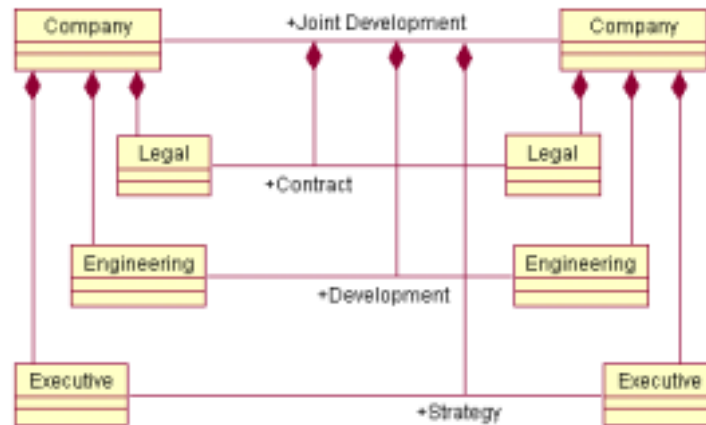 Company
+Joint Development
Company
Legal
Legal
+Contract
Engineering
Engineering
+Development
Executive
Executive
+Strategy